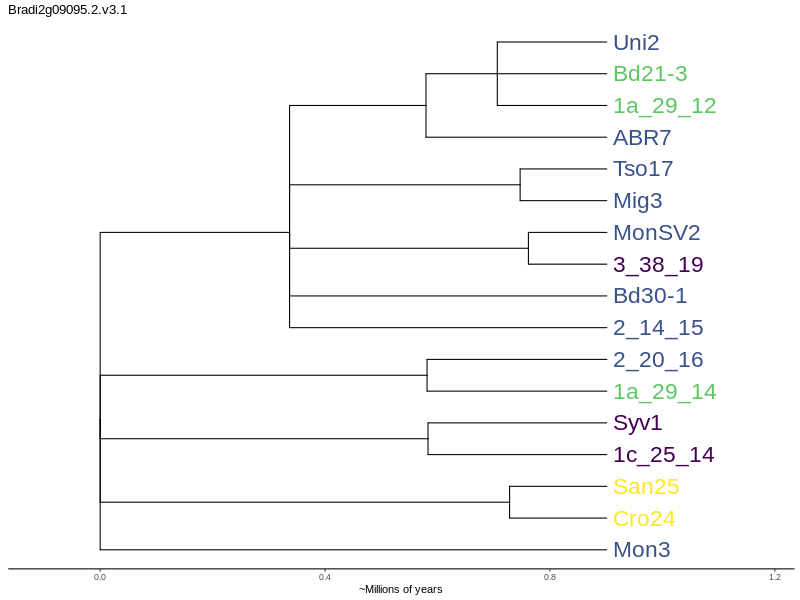 Bradi2g09095.2.v3.1
Uni2
Bd21-3
1a_29_12
ABR7
Tso17
Mig3
MonSV2
3_38_19
Bd30-1
2_14_15
2_20_16
1a_29_14
Syv1
1c_25_14
San25
Cro24
Mon3
0.0 0.4 0.8 1.2
~Millions of years